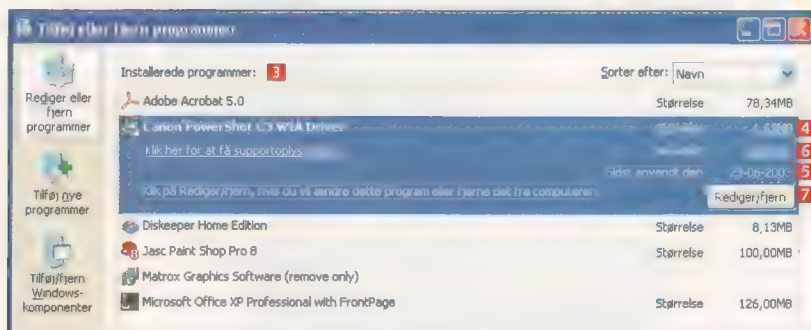 Tilføj eller fjern programmer
Rediger eller
fjern
programmer
Tilføj nye
programmer
Tilføj/fjern
Windows-
komponenter
Installerede programmer: 3
Sorter efter: Navn
Adobe Acrobat 5.0 Størrelse 78,34MB
Canon PowerShot WIA Driver 4
Klik her for at få supportoplys 6
Sidst anvendt den 23-06-2003 5
Klik på Rediger/fjern, hvis du vil ændre dette program eller fjerne det fra computeren
Rediger/fjern 7
Diskeeper Home Edition Størrelse 8,13MB
Jasc Paint Shop Pro 8 Størrelse 100,00MB
Matrox Graphics Software (remove only)
Microsoft Office XP Professional with FrontPage Størrelse 126,00MB